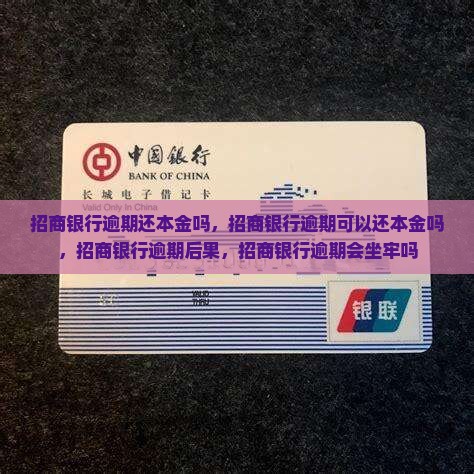 中国银行
BANK OF CHINA
长城电子借记卡
Valid Only In China
招商银行逾期还本金吗，招商银行逾期可以还本金吗
，招商银行逾期后果，招商银行逾期会坐牢吗
VALID
THRU
银联